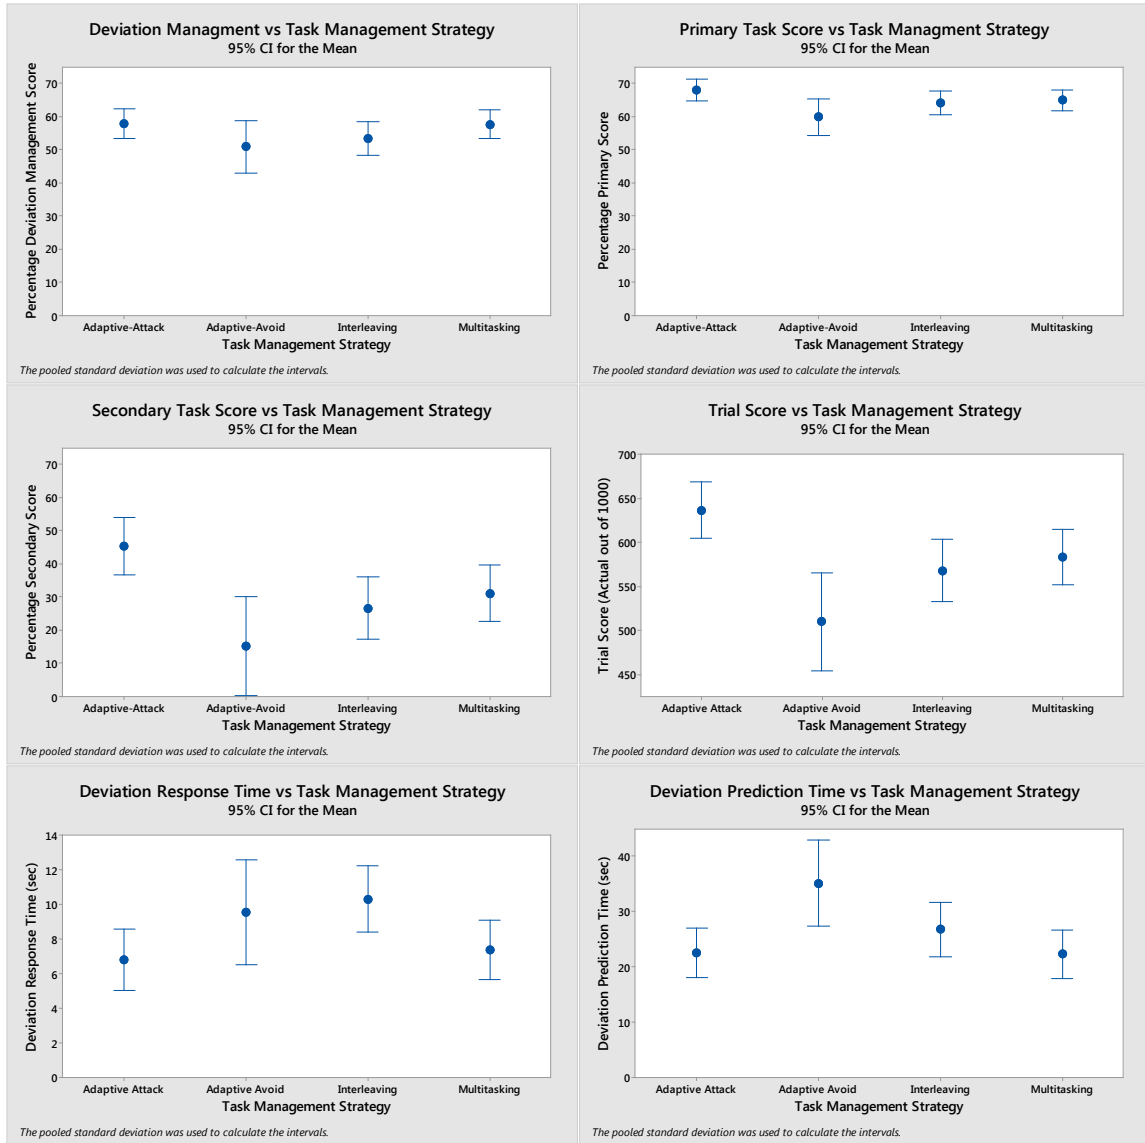 Deviation Managment vs Task Management Strategy
95% CI for the Mean
Percentage Deviation Management Score
70
60
50
40
30
20
10
0
Adaptive-Attack Adaptive-Avoid Interleaving Multitasking
Task Management Strategy
The pooled standard deviation was used to calculate the intervals.
Primary Task Score vs Task Managment Strategy
95% CI for the Mean
Percentage Primary Score
70
60
50
40
30
20
10
0
Adaptive-Attack Adaptive-Avoid Interleaving Multitasking
Task Management Strategy
The pooled standard deviation was used to calculate the intervals.
Secondary Task Score vs Task Management Strategy
95% CI for the Mean
Percentage Secondary Score
70
60
50
40
30
20
10
0
Adaptive-Attack Adaptive-Avoid Interleaving Multitasking
Task Management Strategy
The pooled standard deviation was used to calculate the intervals.
Trial Score vs Task Management Strategy
95% CI for the Mean
Trial Score (Actual out of 1000)
700
650
600
550
500
450
Adaptive Attack Adaptive Avoid Interleaving Multitasking
Task Management Strategy
The pooled standard deviation was used to calculate the intervals.
Deviation Response Time vs Task Management Strategy
95% CI for the Mean
Deviation Response Time (sec)
14
12
10
8
6
4
2
0
Adaptive Attack Adaptive Avoid Interleaving Multitasking
Task Management Strategy
The pooled standard deviation was used to calculate the intervals.
Deviation Prediction Time vs Task Management Strategy
95% CI for the Mean
Deviation Prediction Time (sec)
40
30
20
10
0
Adaptive Attack Adaptive Avoid Interleaving Multitasking
Task Management Strategy
The pooled standard deviation was used to calculate the intervals.